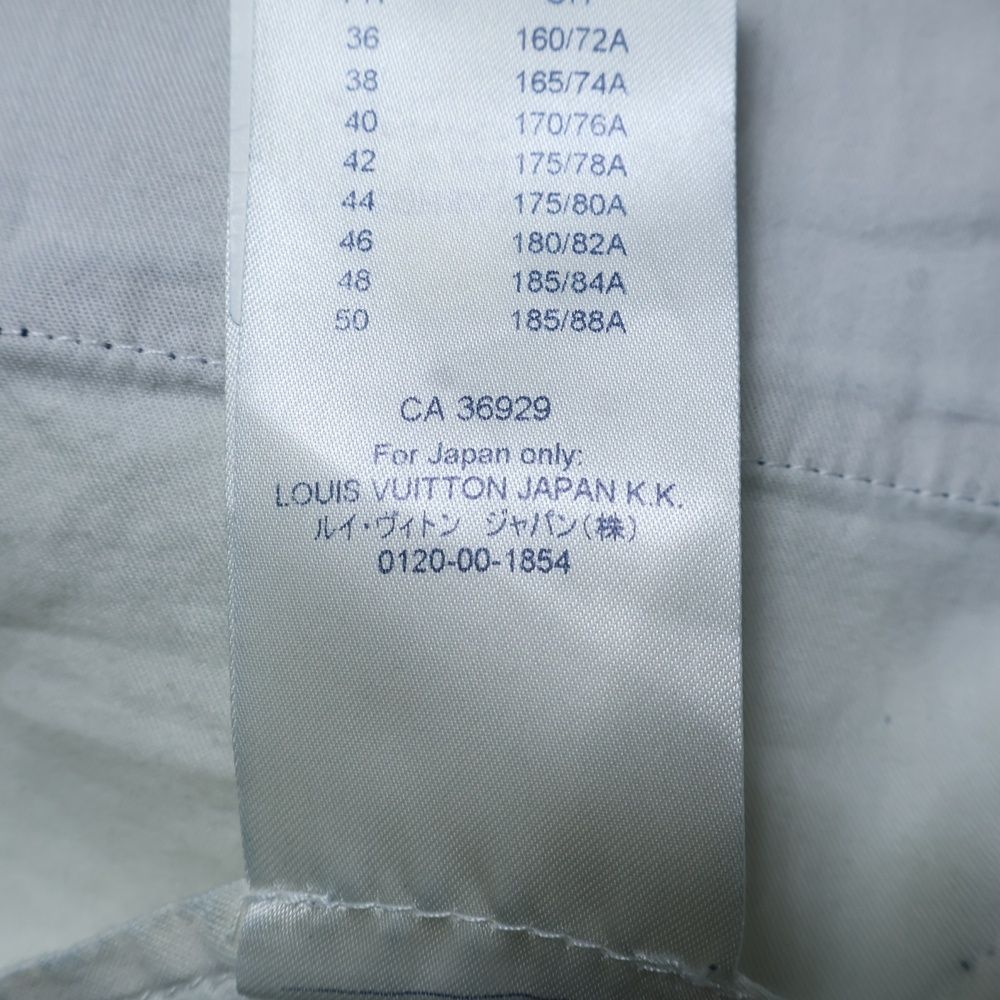 36 160/72A
38 165/74A
40 170/76A
42 175/78A
44 175/80A
46 180/82A
48 185/84A
50 185/88A
CA 36929
For Japan only:
LOUIS VUITTON JAPAN K.K.
ルイ・ヴィトン ジャパン(株)
0120-00-1854